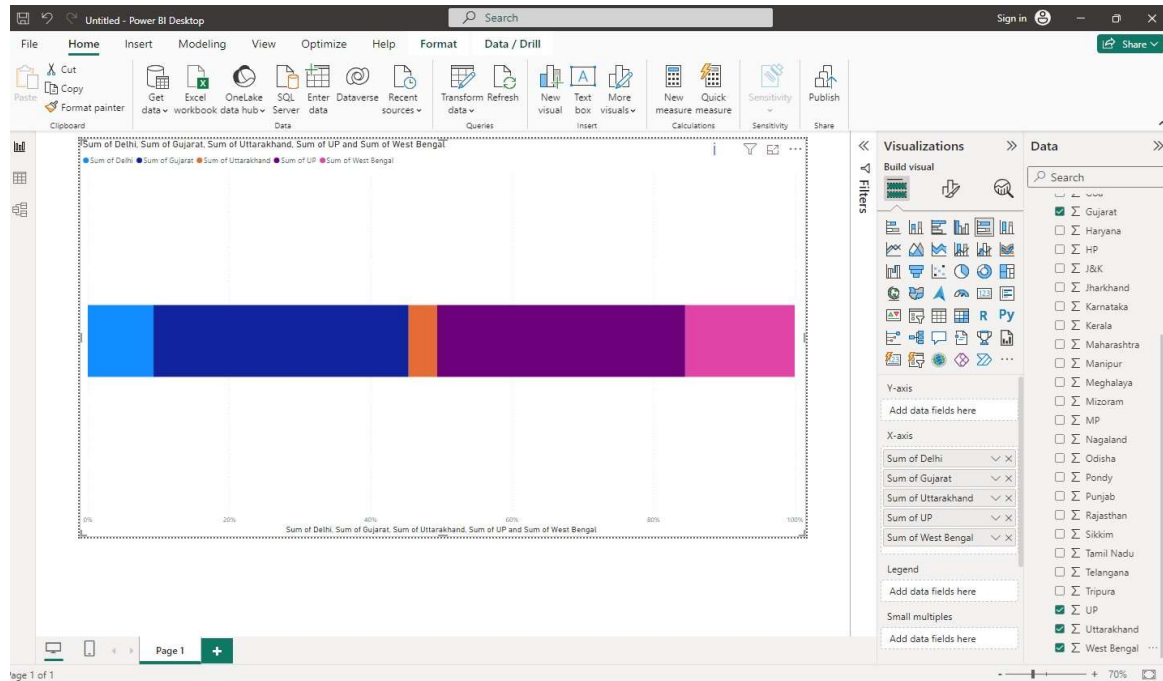 Untitled - Power BI Desktop
Search
Sign in
File Home Insert Modeling View Optimize Help Format Data / Drill
Share
Paste
Cut
Copy
Format painter
Clipboard
Get data
Excel workbook
OneLake data hub
SQL Server
Enter data
Dataverse
Recent sources
Data
Transform data
Refresh
Queries
New visual
Text box
More visuals
Insert
New measure
Quick measure
Calculations
Sensitivity
Sensitivity
Publish
Share
Sum of Delhi, Sum of Gujarat, Sum of Uttarakhand, Sum of UP and Sum of West Bengal
Sum of Delhi Sum of Gujarat Sum of Uttarakhand Sum of UP Sum of West Bengal
0% 20% 40% 60% 80% 100%
Sum of Delhi, Sum of Gujarat, Sum of Uttarakhand, Sum of UP and Sum of West Bengal
Filters
Visualizations
Build visual
123
R Py
Y-axis
Add data fields here
X-axis
Sum of Delhi
Sum of Gujarat
Sum of Uttarakhand
Sum of UP
Sum of West Bengal
Legend
Add data fields here
Small multiples
Add data fields here
Data
Search
Gujarat
Haryana
HP
J&K
Jharkhand
Karnataka
Kerala
Maharashtra
Manipur
Meghalaya
Mizoram
MP
Nagaland
Odisha
Pondy
Punjab
Rajasthan
Sikkim
Tamil Nadu
Telangana
Tripura
UP
Uttarakhand
West Bengal
Page 1
Page 1 of 1
70%